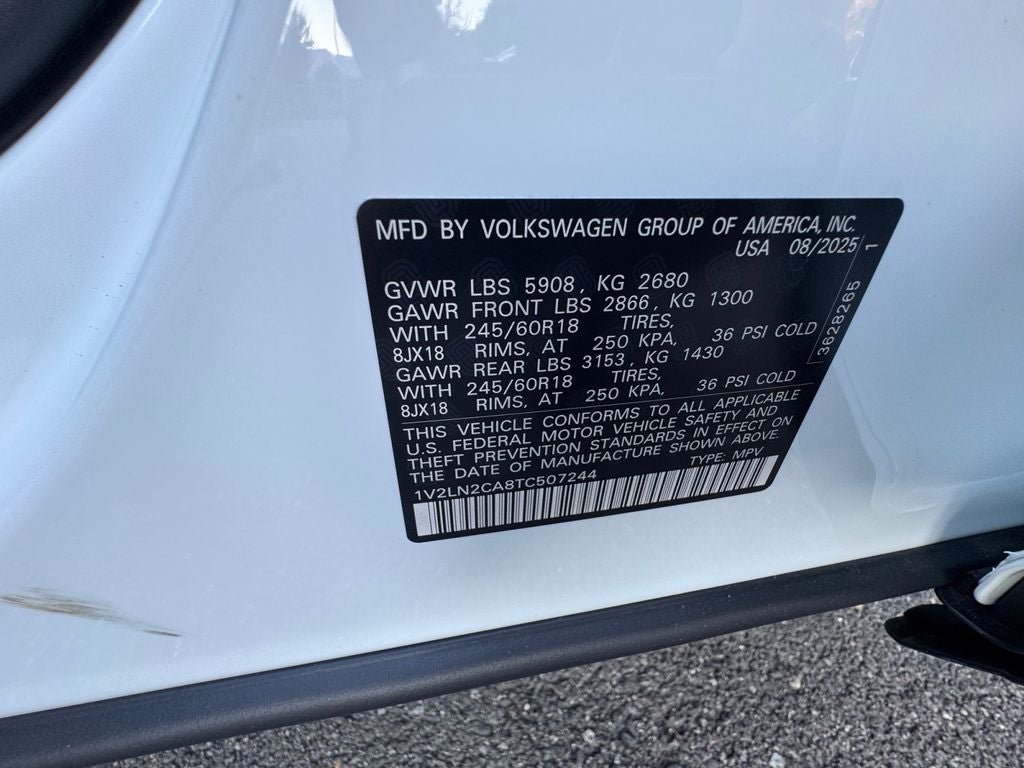 MFD BY VOLKSWAGEN GROUP OF AMERICA, INC.
USA 08/2025
GVWR LBS 5908, KG 2680
GAWR FRONT LBS 2866, KG 1300
WITH 245/60R18 TIRES,
8JX18 RIMS, AT 250 KPA, 36 PSI COLD
GAWR REAR LBS 3153, KG 1430
WITH 245/60R18 TIRES,
8JX18 RIMS, AT 250 KPA, 36 PSI COLD
THIS VEHICLE CONFORMS TO ALL APPLICABLE
U.S. FEDERAL MOTOR VEHICLE SAFETY AND
THEFT PREVENTION STANDARDS IN EFFECT ON
THE DATE OF MANUFACTURE SHOWN ABOVE.
1V2LN2CA8TC507244 TYPE: MPV
362B265 1